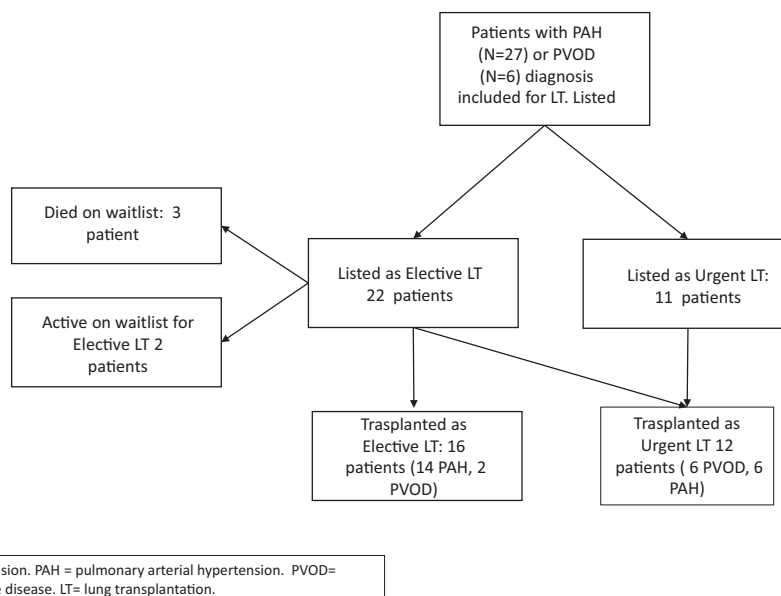 Patients with PAH
(N=27) or PVOD
(N=6) diagnosis
included for LT. Listed
Died on waitlist: 3
patient
Listed as Elective LT
22 patients
Listed as Urgent LT:
11 patients
Active on waitlist for
Elective LT 2
patients
Trasplanted as
Elective LT: 16
patients (14 PAH, 2
PVOD)
Trasplanted as
Urgent LT 12
patients ( 6 PVOD, 6
PAH)
PAH = pulmonary arterial hypertension. PVOD=
disease. LT= lung transplantation.